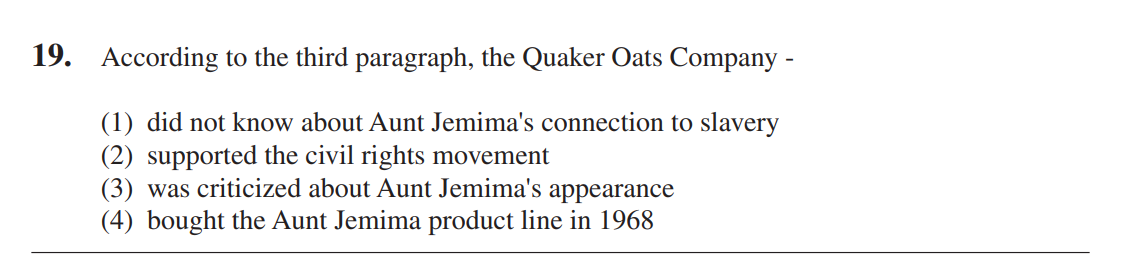 19. According to the third paragraph, the Quaker Oats Company -
(1) did not know about Aunt Jemima's connection to slavery
(2) supported the civil rights movement
(3) was criticized about Aunt Jemima's appearance
(4) bought the Aunt Jemima product line in 1968